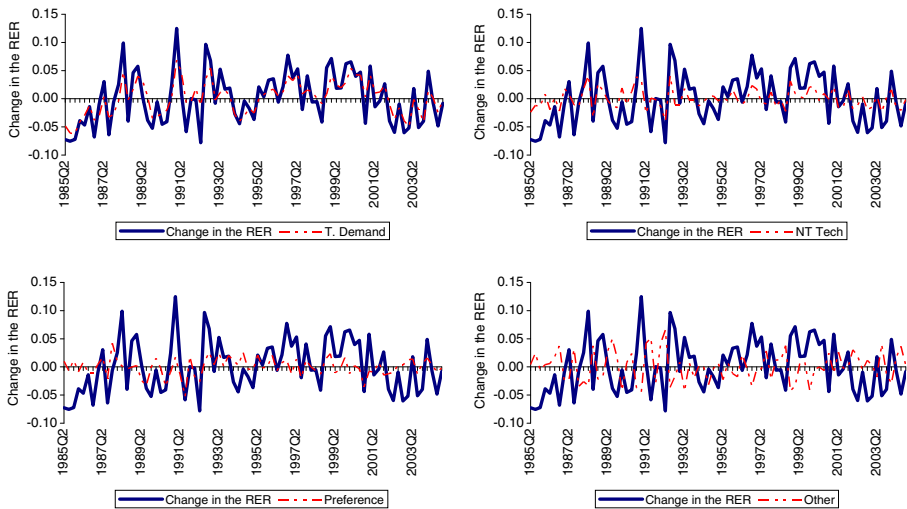 Change in the RER
0.15
0.10
0.05
0.00
-0.05
-0.10
1985Q2
1987Q2
1989Q2
1991Q2
1993Q2
1995Q2
1997Q2
1999Q2
2001Q2
2003Q2
Change in the RER T. Demand
Change in the RER
0.15
0.10
0.05
0.00
-0.05
-0.10
1985Q2
1987Q2
1989Q2
1991Q2
1993Q2
1995Q2
1997Q2
1999Q2
2001Q2
2003Q2
Change in the RER NT Tech
Change in the RER
0.15
0.10
0.05
0.00
-0.05
-0.10
1985Q2
1987Q2
1989Q2
1991Q2
1993Q2
1995Q2
1997Q2
1999Q2
2001Q2
2003Q2
Change in the RER Preference
Change in the RER
0.15
0.10
0.05
0.00
-0.05
-0.10
1985Q2
1987Q2
1989Q2
1991Q2
1993Q2
1995Q2
1997Q2
1999Q2
2001Q2
2003Q2
Change in the RER Other